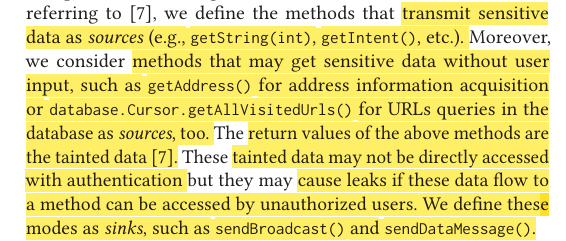 referring to [7], we define the methods that transmit sensitive
data as sources (e.g., getString(int), getIntent(), etc.). Moreover,
we consider methods that may get sensitive data without user
input, such as getAddress() for address information acquisition
or database.Cursor.getAllVisitedUrls() for URLs queries in the
database as sources, too. The return values of the above methods are
the tainted data [7]. These tainted data may not be directly accessed
with authentication but they may cause leaks if these data flow to
a method can be accessed by unauthorized users. We define these
modes as sinks, such as sendBroadcast() and sendDataMessage().